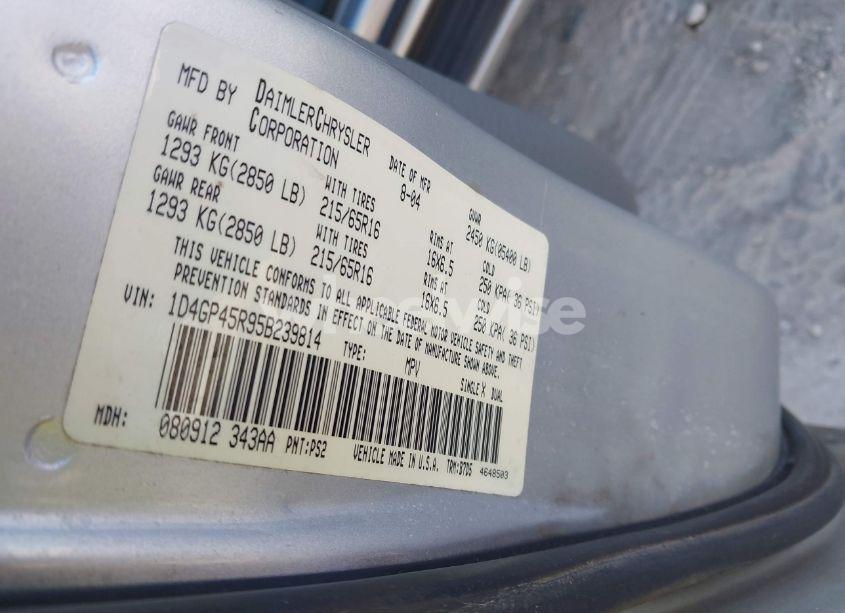 MFD BY DAIMLERCHRYSLER CORPORATION
DATE OF MFR 8-04
GVWR 2450 KG(05400 LB)
GAWR FRONT 1293 KG(2850 LB)
WITH TIRES 215/65R16
RIMS AT 16X6.5
COLD 250 KPA( 36 PSI)
GAWR REAR 1293 KG(2850 LB)
WITH TIRES 215/65R16
RIMS AT 16X6.5
COLD 250 KPA( 36 PSI)
THIS VEHICLE CONFORMS TO ALL APPLICABLE FEDERAL MOTOR VEHICLE SAFETY AND THEFT
PREVENTION STANDARDS IN EFFECT ON THE DATE OF MANUFACTURE SHOWN ABOVE.
VIN: 1D4GP45R95B239814 TYPE: MPV SINGLE X DUAL
MDH: 080912 343AA PNT:PS2
VEHICLE MADE IN U.S.A. TRM:B7D5 4648503